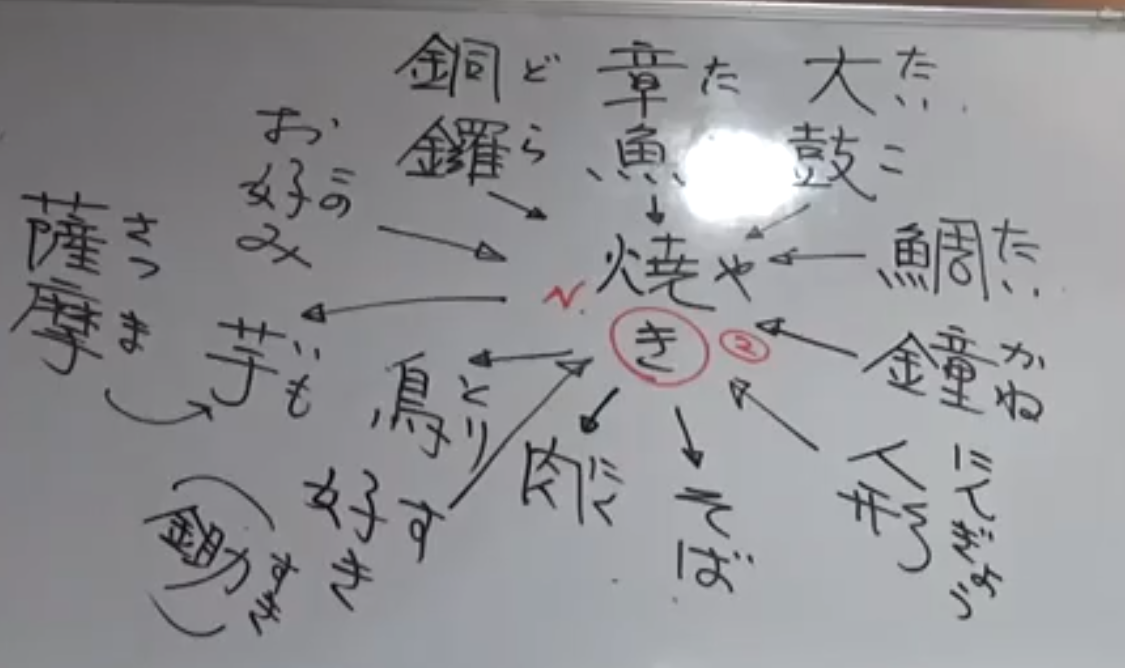 銅鑼
どら
章魚
た
大鼓
たいこ
お好み
この
焼き
や
鯛
たい
薩摩
さつま
芋
いも
鳥
とり
肉
にく
そば
鐘
かね
人形
にんぎょう
好き
す
鋤
すき
②